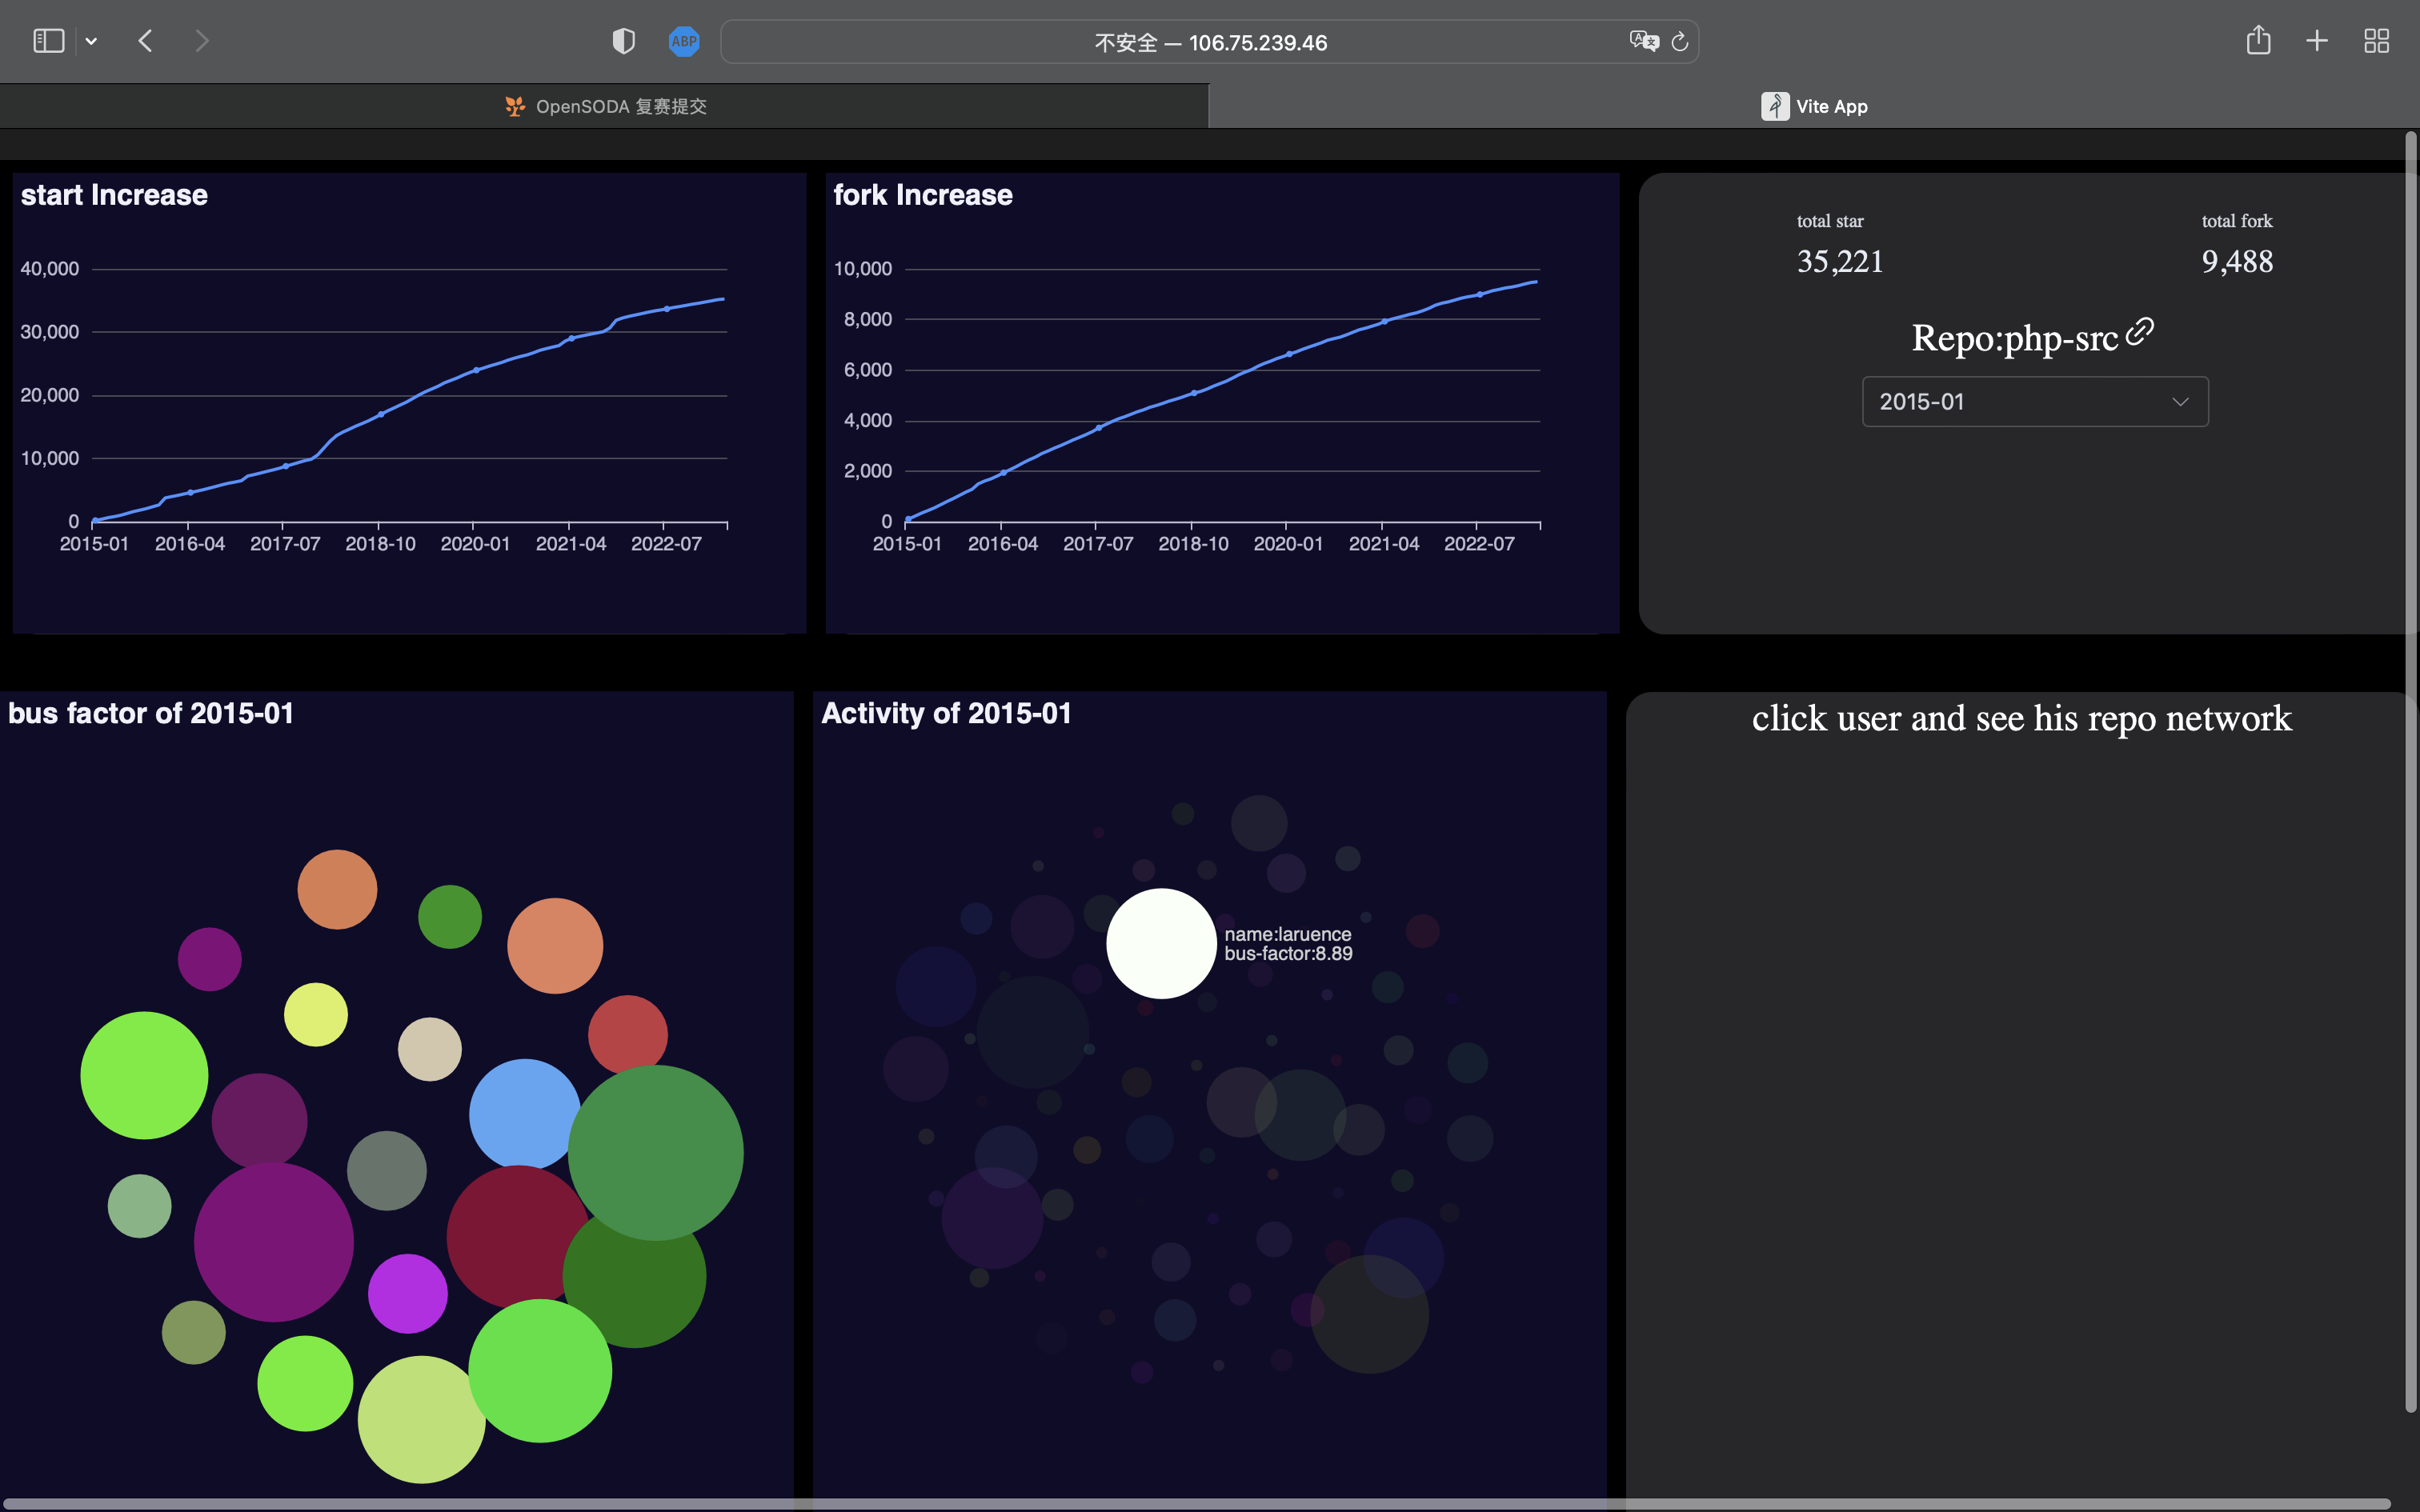 ABP
不安全 — 106.75.239.46
OpenSODA 复赛提交
Vite App
start Increase
40,000
30,000
20,000
10,000
0
2015-01 2016-04 2017-07 2018-10 2020-01 2021-04 2022-07
fork Increase
10,000
8,000
6,000
4,000
2,000
0
2015-01 2016-04 2017-07 2018-10 2020-01 2021-04 2022-07
total star
35,221
total fork
9,488
Repo:php-src
2015-01
bus factor of 2015-01
Activity of 2015-01
name:laruence
bus-factor:8.89
click user and see his repo network